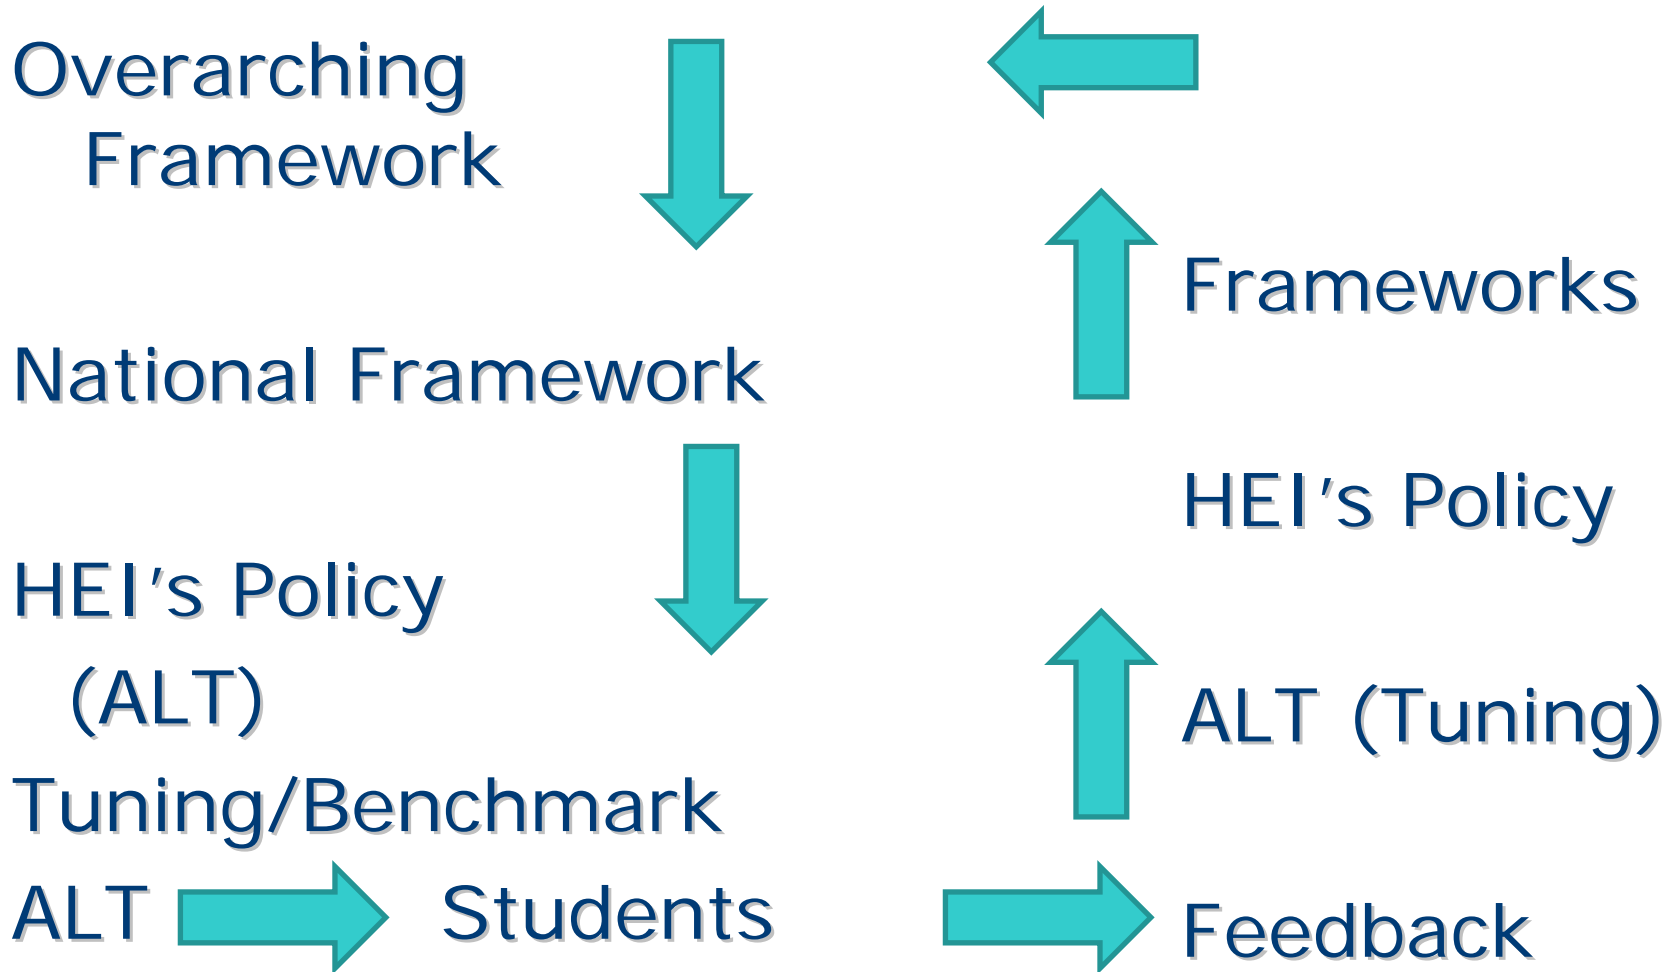 Overarching
Framework
National Framework
HEI's Policy
(ALT)
Tuning/Benchmark
ALT Students
Frameworks
HEI's Policy
ALT (Tuning)
Feedback